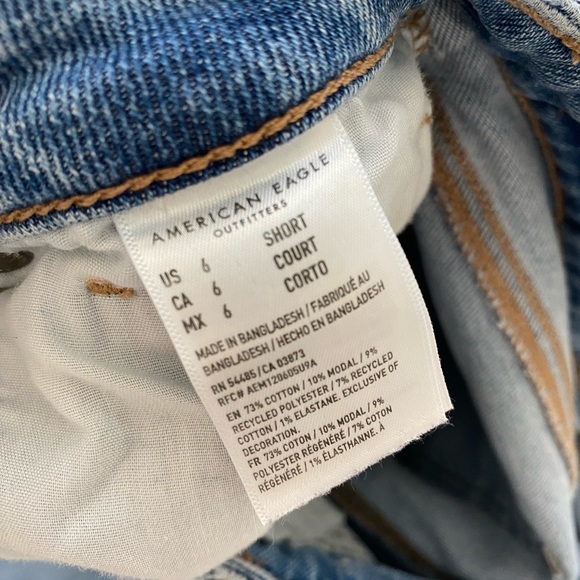 AMERICAN EAGLE
OUTFITTERS
US 6 SHORT
CA 6 COURT
MX 6 CORTO
MADE IN BANGLADESH / FABRIQUÉ AU
BANGLADESH / HECHO EN BANGLADESH
RN 54485 / CA 03873
RFC# AEM120605U9A
EN 73% COTTON / 10% MODAL / 9%
RECYCLED POLYESTER / 7% RECYCLED
COTTON / 1% ELASTANE. EXCLUSIVE OF
DECORATION.
FR 73% COTON / 10% MODAL / 9%
POLYESTER RÉGÉNÉRÉ / 7% COTON
RÉGÉNÉRÉ / 1% ÉLASTHANNE. À